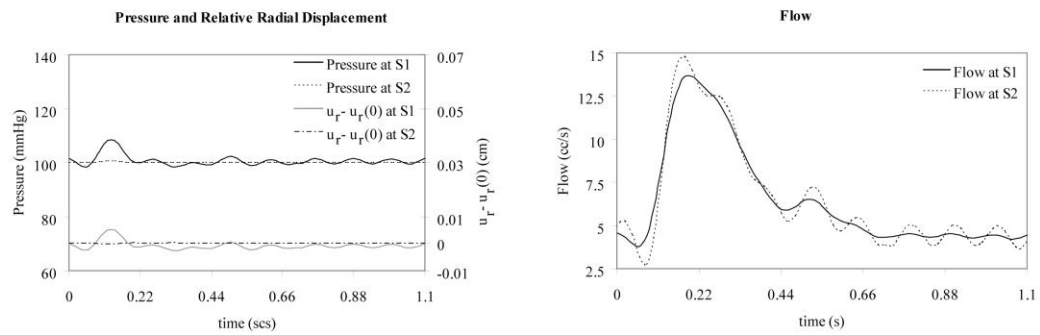 Pressure and Relative Radial Displacement
140
120
100
80
60
Pressure (mmHg)
0.07
0.05
0.03
0.01
0
-0.01
u_r- u_r(0) (cm)
Pressure at S1
Pressure at S2
u_r- u_r(0) at S1
u_r- u_r(0) at S2
0 0.22 0.44 0.66 0.88 1.1
time (scs)
Flow
15
12.5
10
7.5
5
2.5
Flow (cc/s)
Flow at S1
Flow at S2
0 0.22 0.44 0.66 0.88 1.1
time (s)